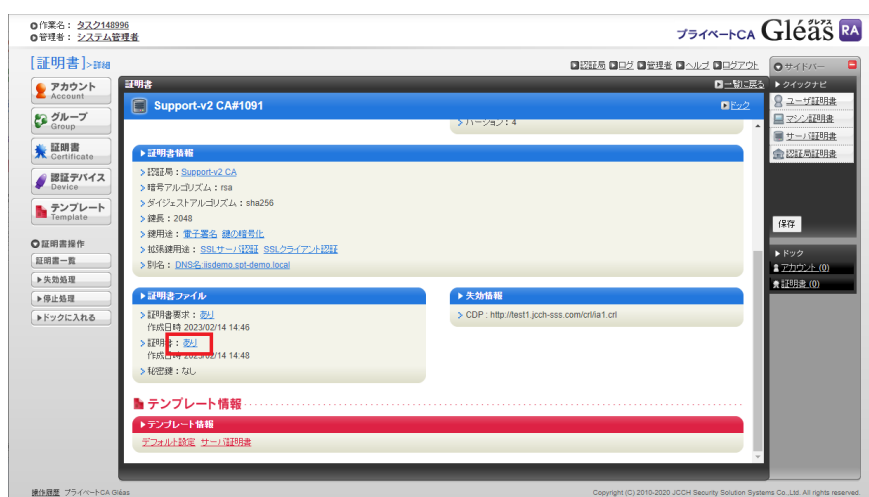 作業名： タスク148996
管理者： システム管理者
プライベートCA Gléas グレアス RA
[証明書]>詳細
認証局 ログ 管理者 ヘルプ ログアウト
サイドバー
アカウント
Account
グループ
Group
証明書
Certificate
認証デバイス
Device
テンプレート
Template
証明書操作
証明書一覧
失効処理
停止処理
ドックに入れる
証明書
一覧に戻る
Support-v2 CA#1091
ドック
> バージョン：4
証明書情報
> 認証局：Support-v2 CA
> 暗号アルゴリズム：rsa
> ダイジェストアルゴリズム：sha256
> 鍵長：2048
> 鍵用途： 電子署名 鍵の暗号化
> 拡張鍵用途： SSLサーバ認証 SSLクライアント認証
> 別名： DNS名:iisdemo.spt-demo.local
証明書ファイル
> 証明書要求：あり
作成日時 2023/02/14 14:46
> 証明書：あり
作成日時 2023/02/14 14:48
> 秘密鍵：なし
失効情報
> CDP : http://test1.jcch-sss.com/crl/ia1.crl
テンプレート情報
テンプレート情報
デフォルト設定 サーバ証明書
クイックナビ
ユーザ証明書
マシン証明書
サーバ証明書
認証局証明書
保存
ドック
アカウント (0)
証明書 (0)
操作履歴 プライベートCA Gléas
Copyright (C) 2010-2020 JCCH Security Solution Systems Co.,Ltd. All rights reserved.